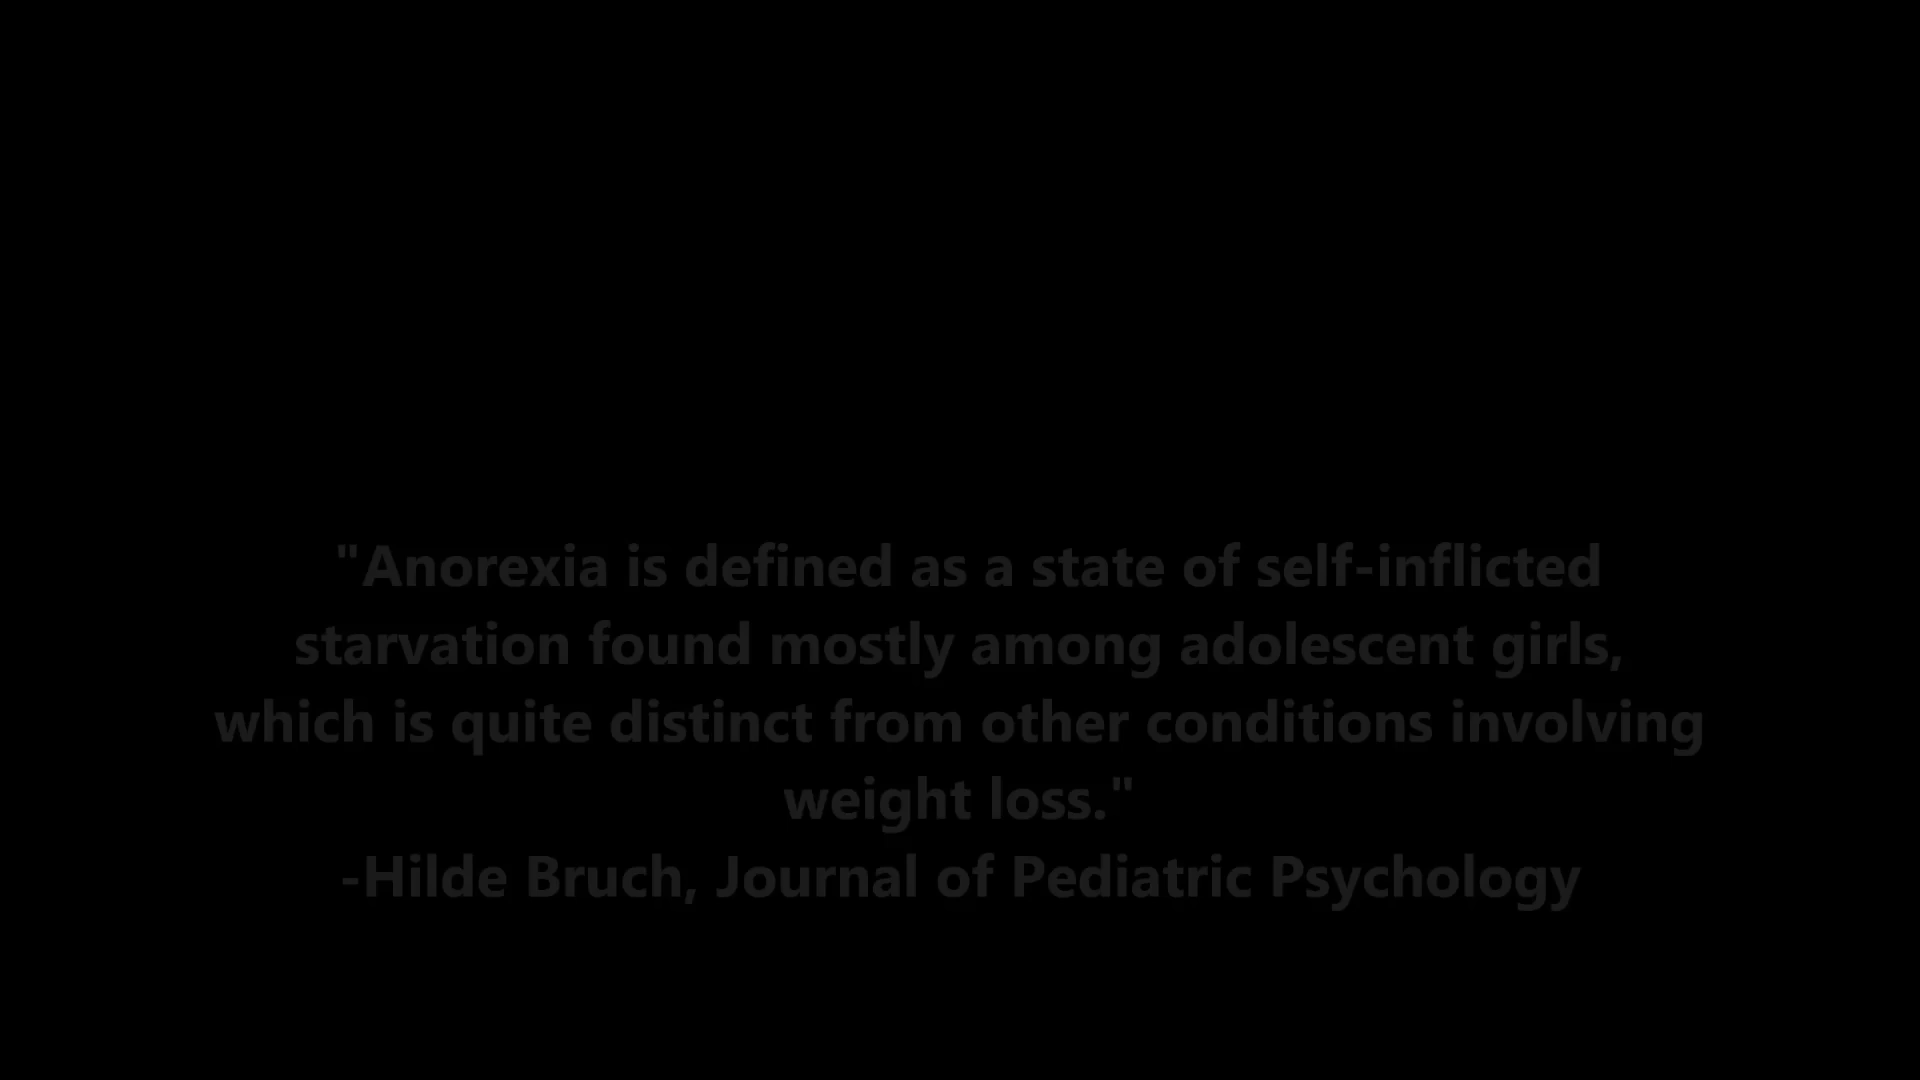 "Anorexia is defined as a state of self-inflicted
starvation found mostly among adolescent girls,
which is quite distinct from other conditions involving
weight loss."
-Hilde Bruch, Journal of Pediatric Psychology